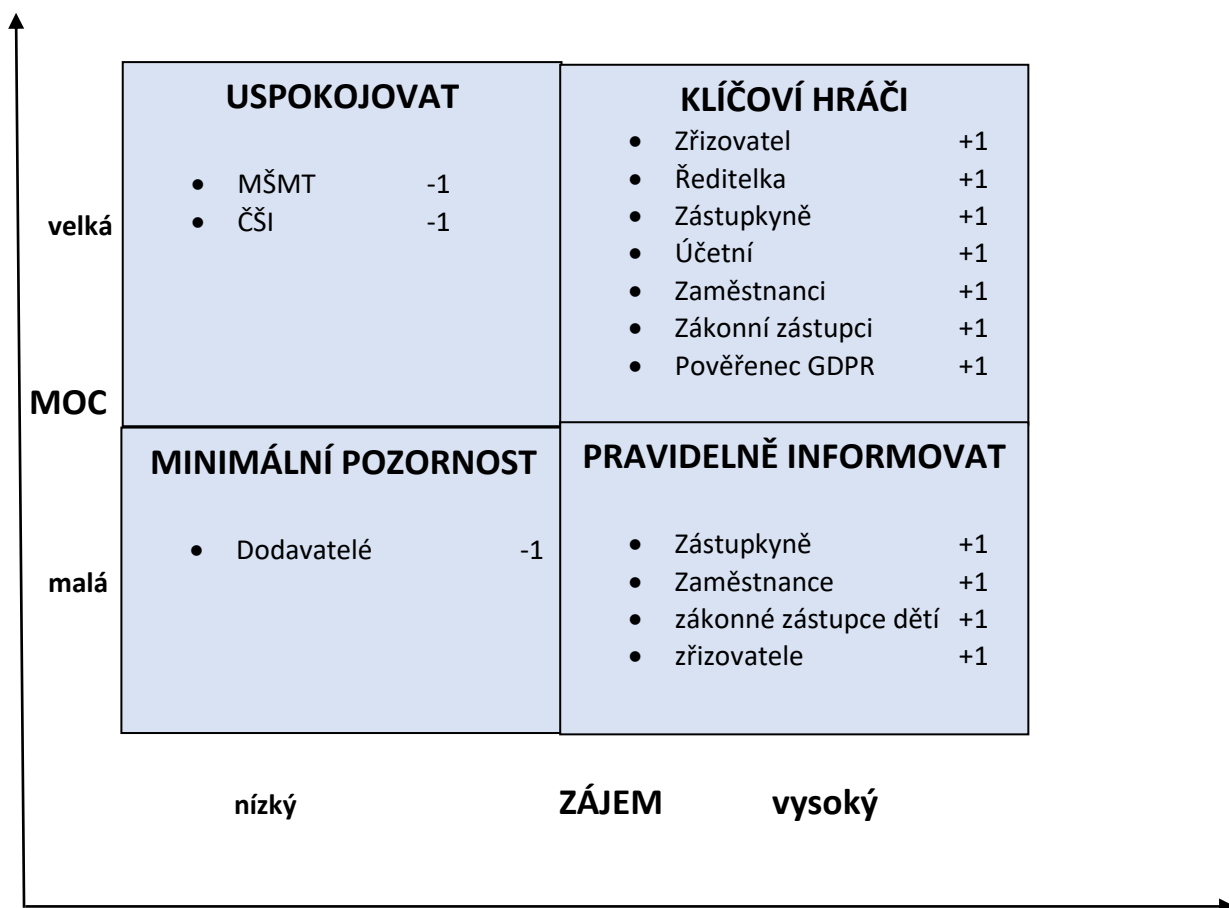 USPOKOJOVAT
MŠMT -1
ČŠI -1
KLÍČOVÍ HRÁČI
Zřizovatel +1
Ředitelka +1
Zástupkyně +1
Účetní +1
Zaměstnanci +1
Zákonní zástupci +1
Pověřenec GDPR +1
velká
MOC
MINIMÁLNÍ POZORNOST
Dodavatelé -1
PRAVIDELNĚ INFORMOVAT
Zástupkyně +1
Zaměstnance +1
zákonné zástupce dětí +1
zřizovatele +1
malá
nízký ZÁJEM vysoký